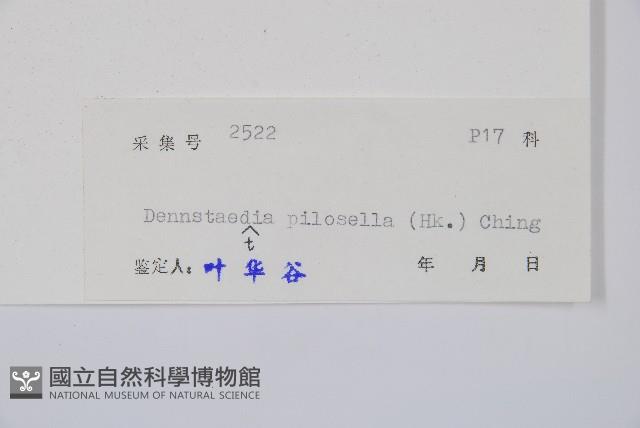 采集号 2522 P17 科
Dennstaedia pilosella (Hk.) Ching
t
鉴定人: 叶华谷 年 月 日
國立自然科學博物館
NATIONAL MUSEUM OF NATURAL SCIENCE